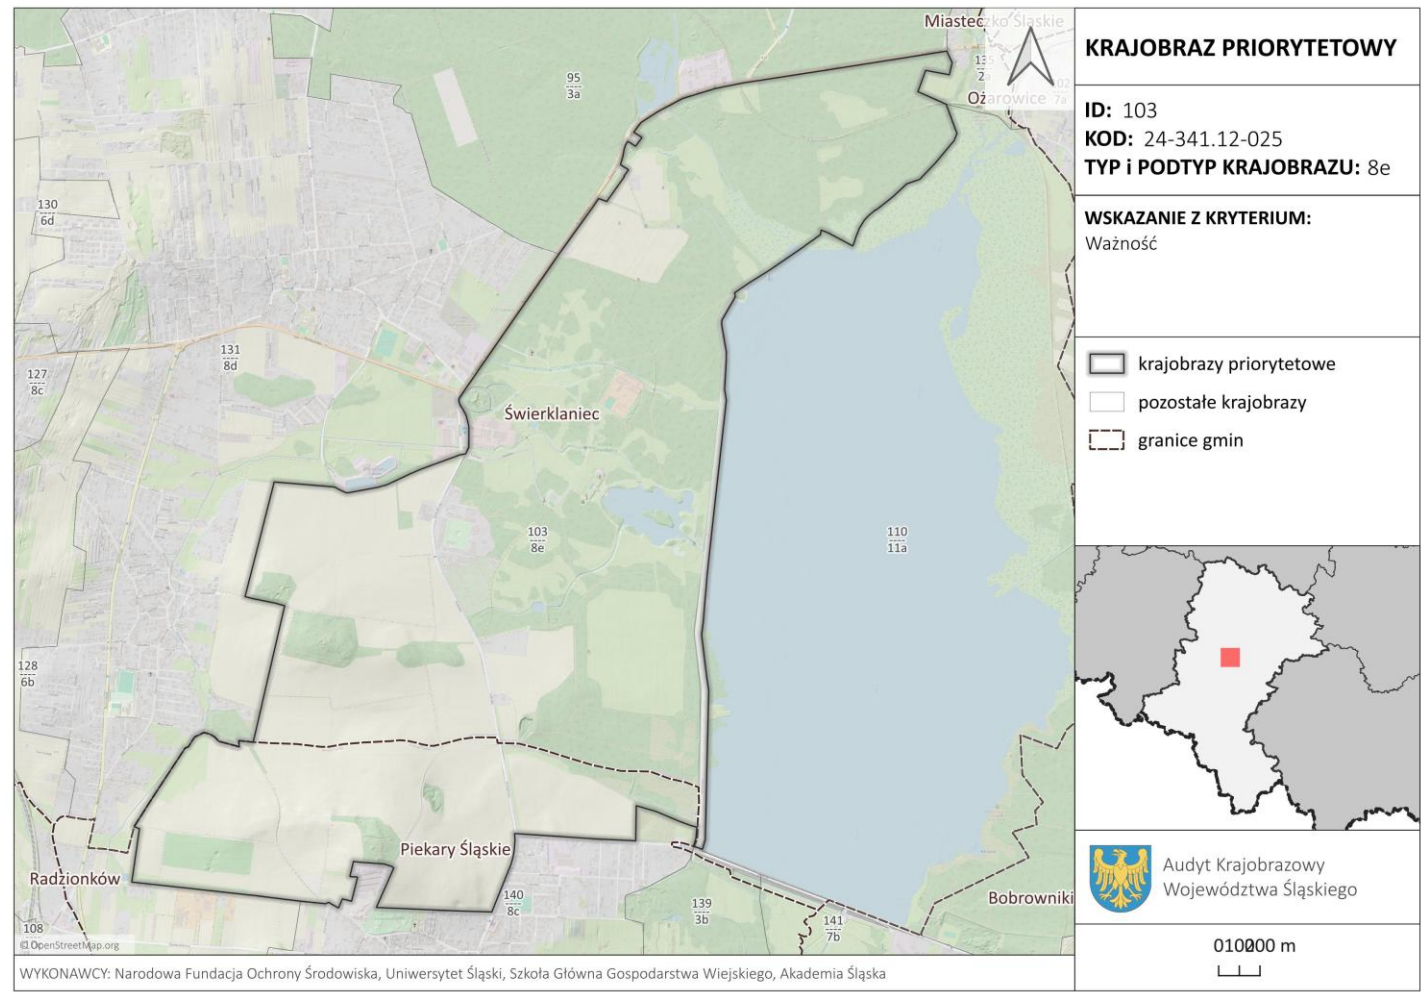 Miasteczko Śląskie
95
3a
Ożarowice
7a
130
6d
131
8d
127
8c
Świerklaniec
103
8e
110
11a
128
6b
Piekary Śląskie
Radzionków
140
8c
139
3b
141
7b
Bobrowniki
108
OpenStreetMap.org
WYKONAWCY: Narodowa Fundacja Ochrony Środowiska, Uniwersytet Śląski, Szkoła Główna Gospodarstwa Wiejskiego, Akademia Śląska
KRAJOBRAZ PRIORYTETOWY
ID: 103
KOD: 24-341.12-025
TYP i PODTYP KRAJOBRAZU: 8e
WSKAZANIE Z KRYTERIUM:
Ważność
krajobrazy priorytetowe
pozostałe krajobrazy
granice gmin
Audyt Krajobrazowy
Województwa Śląskiego